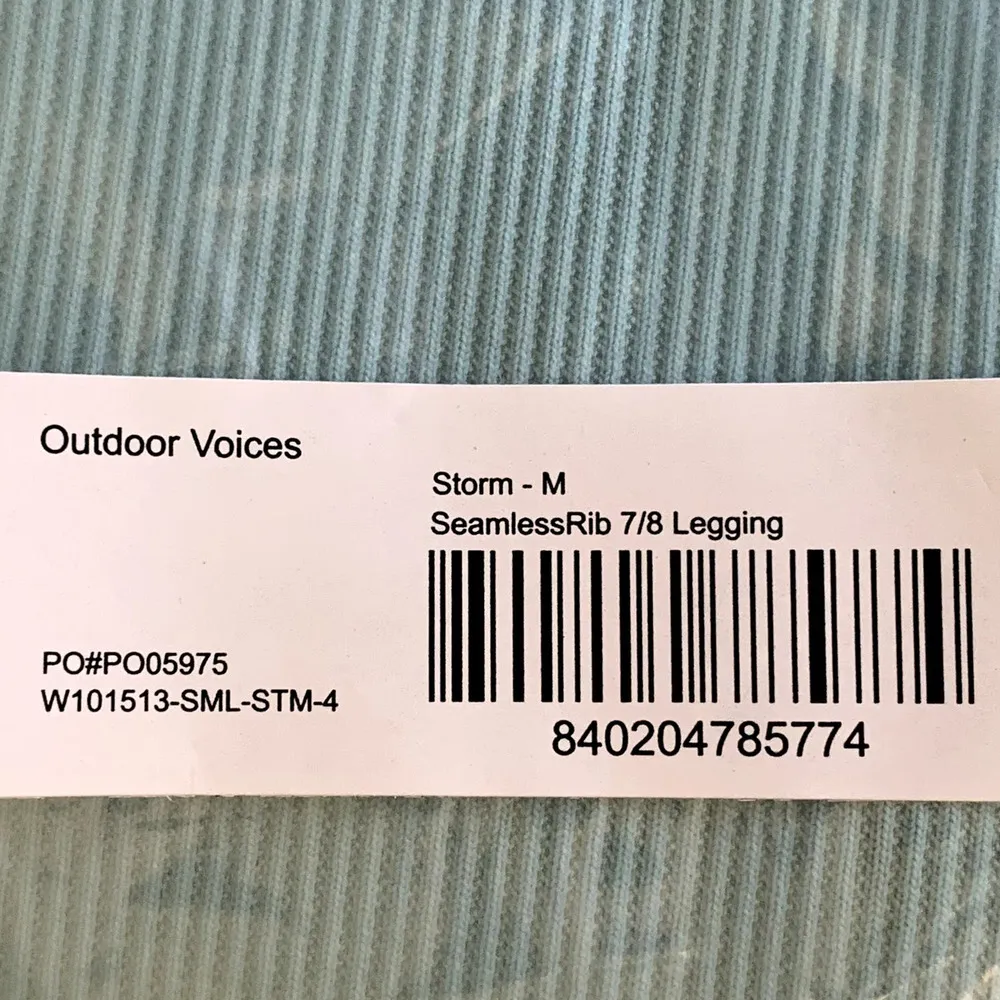 Outdoor Voices
Storm - M
SeamlessRib 7/8 Legging
PO#PO05975
W101513-SML-STM-4
840204785774